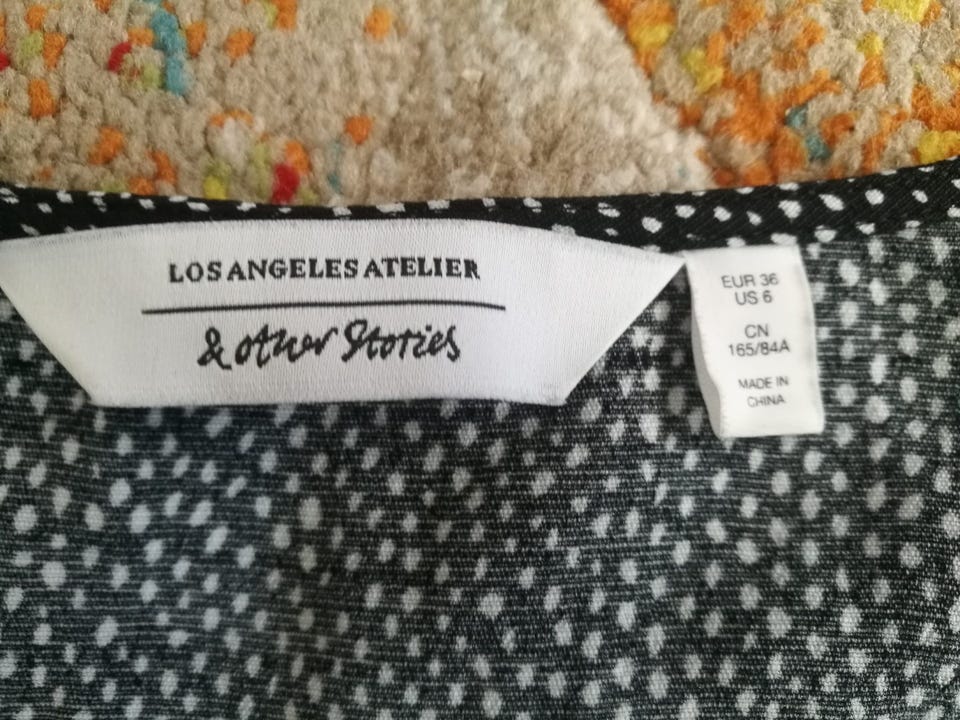 LOS ANGELES ATELIER
& other Stories
EUR 36
US 6
CN
165/84A
MADE IN
CHINA